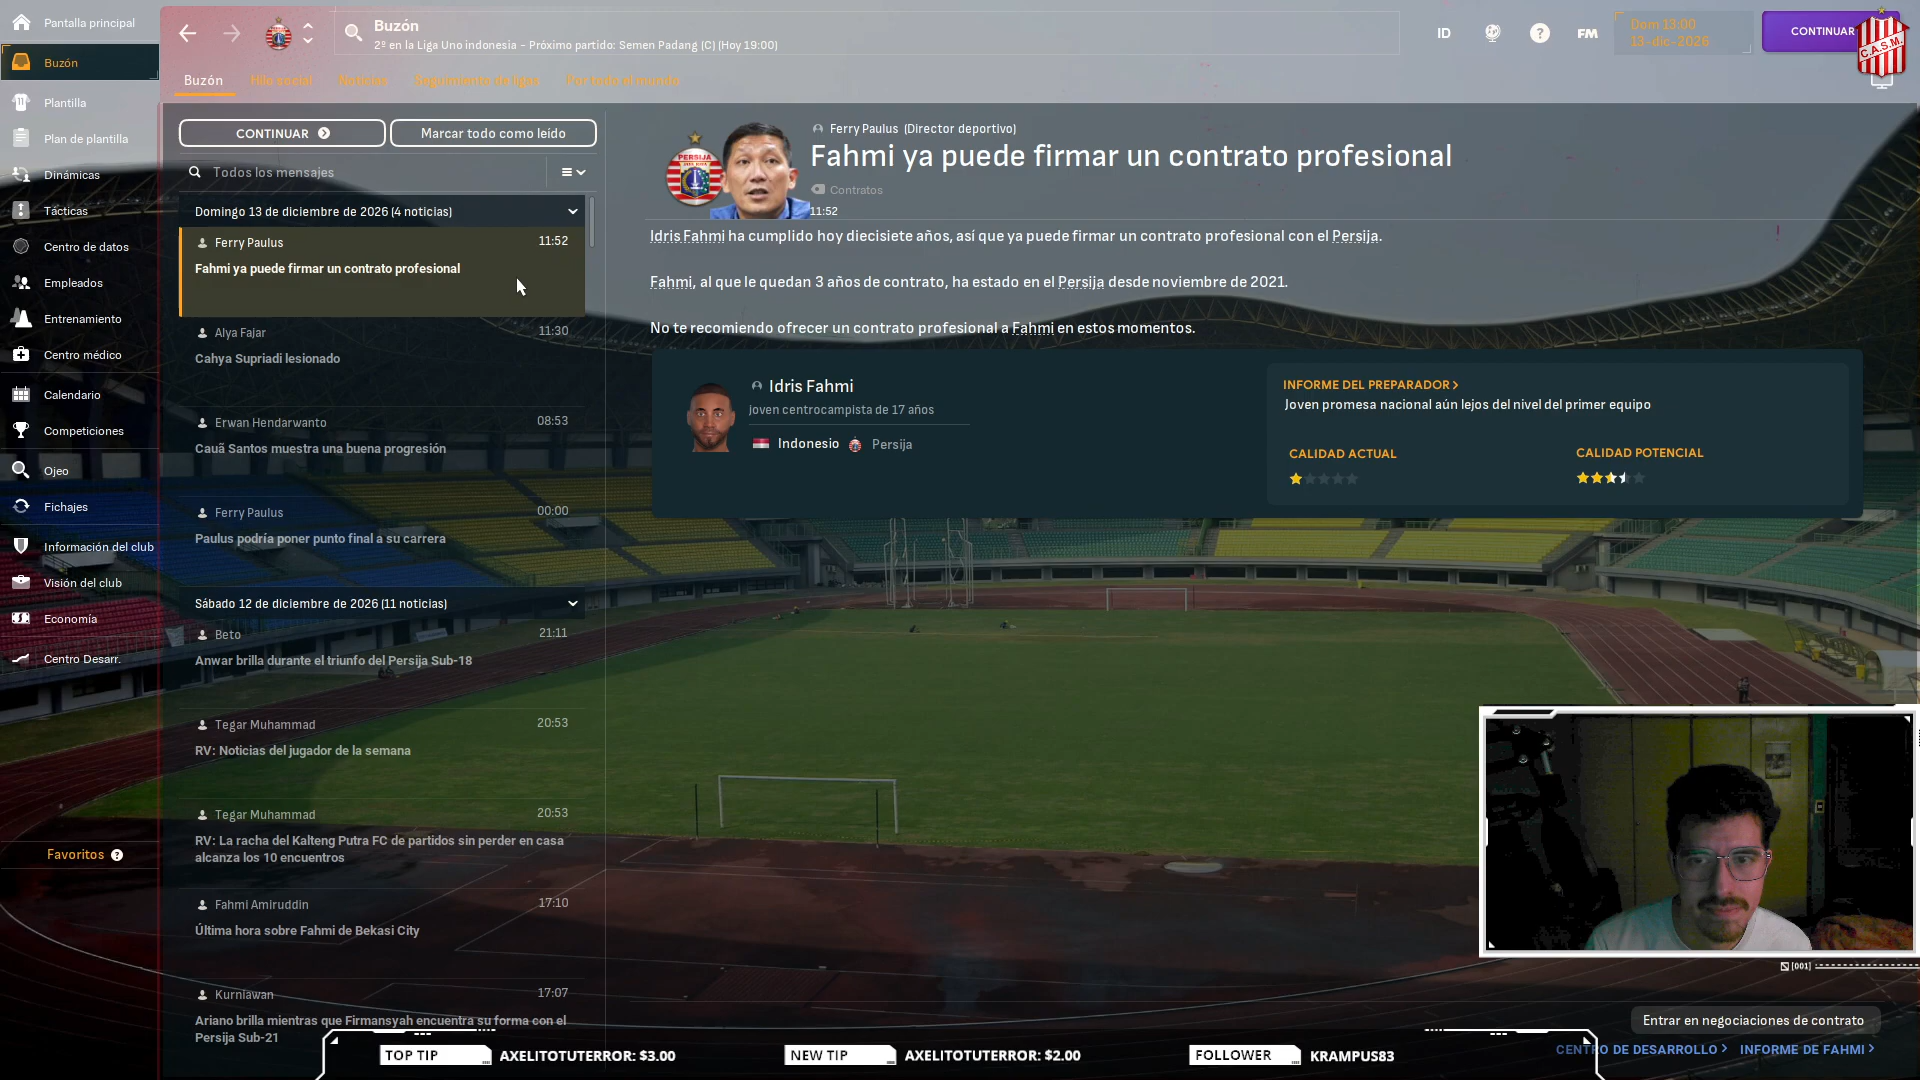 Pantalla principal
Buzón
Plantilla
Plan de plantilla
Dinámicas
Tácticas
Centro de datos
Empleados
Entrenamiento
Centro médico
Calendario
Competiciones
Ojeo
Fichajes
Información del club
Visión del club
Economía
Centro Desarr.
Favoritos ?
Buzón
2º en la Liga Uno indonesia - Próximo partido: Semen Padang (C) (Hoy 19:00)
ID
?
FM
Dom 13:00
13-dic-2026
CONTINUAR
C.A.S.M.
Buzón
Hilo social
Noticias
Seguimiento de ligas
Por todo el mundo
CONTINUAR
Marcar todo como leído
Todos los mensajes
Domingo 13 de diciembre de 2026 (4 noticias)
Ferry Paulus
11:52
Fahmi ya puede firmar un contrato profesional
Alya Fajar
11:30
Cahya Supriadi lesionado
Erwan Hendarwanto
08:53
Cauã Santos muestra una buena progresión
Ferry Paulus
00:00
Paulus podría poner punto final a su carrera
Sábado 12 de diciembre de 2026 (11 noticias)
Beto
21:11
Anwar brilla durante el triunfo del Persija Sub-18
Tegar Muhammad
20:53
RV: Noticias del jugador de la semana
Tegar Muhammad
20:53
RV: La racha del Kalteng Putra FC de partidos sin perder en casa
alcanza los 10 encuentros
Fahmi Amiruddin
17:10
Última hora sobre Fahmi de Bekasi City
Kurniawan
17:07
Ariano brilla mientras que Firmansyah encuentra su forma con el
Persija Sub-21
PERSIJA
Ferry Paulus (Director deportivo)
Fahmi ya puede firmar un contrato profesional
Contratos
11:52
Idris Fahmi ha cumplido hoy diecisiete años, así que ya puede firmar un contrato profesional con el Persija.
Fahmi, al que le quedan 3 años de contrato, ha estado en el Persija desde noviembre de 2021.
No te recomiendo ofrecer un contrato profesional a Fahmi en estos momentos.
Idris Fahmi
Joven centrocampista de 17 años
Indonesio
Persija
INFORME DEL PREPARADOR >
Joven promesa nacional aún lejos del nivel del primer equipo
CALIDAD ACTUAL
CALIDAD POTENCIAL
[001]
Entrar en negociaciones de contrato
CENTRO DE DESARROLLO >
INFORME DE FAHMI >
TOP TIP
AXELITOTUTERROR: $3.00
NEW TIP
AXELITOTUTERROR: $2.00
FOLLOWER
KRAMPUS83